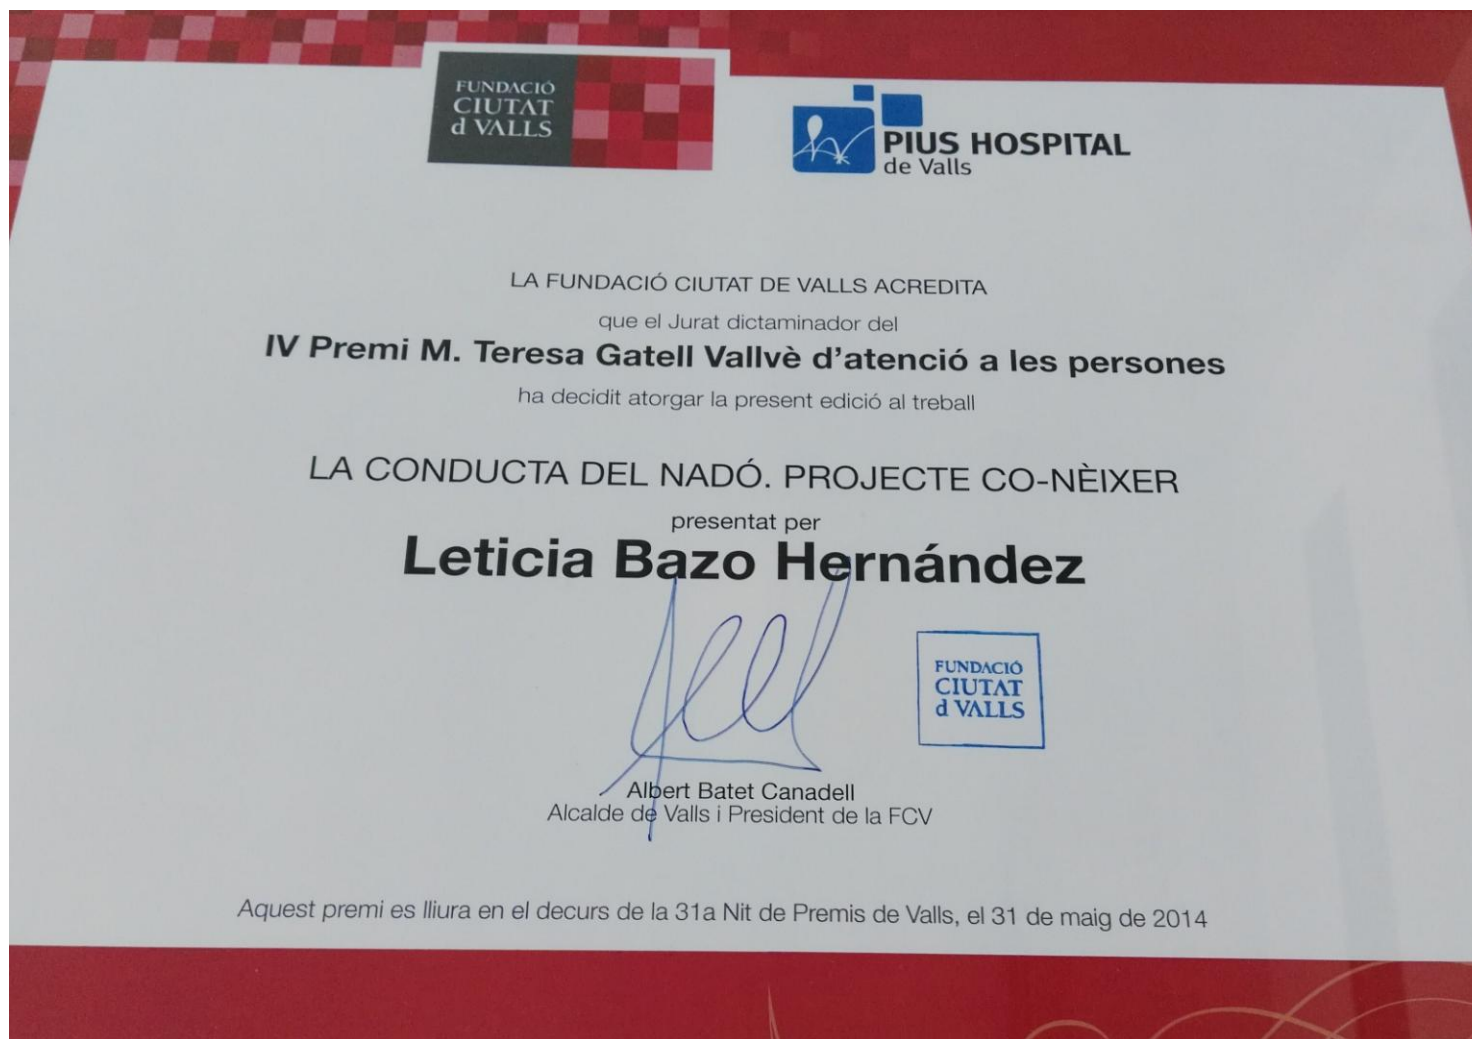 FUNDACIÓ
CIUTAT
d VALLS
PIUS HOSPITAL
de Valls
LA FUNDACIÓ CIUTAT DE VALLS ACREDITA
que el Jurat dictaminador del
IV Premi M. Teresa Gatell Vallvè d'atenció a les persones
ha decidit atorgar la present edició al treball
LA CONDUCTA DEL NADÓ. PROJECTE CO-NÈIXER
presentat per
Leticia Bazo Hernández
FUNDACIÓ
CIUTAT
d VALLS
Albert Batet Canadell
Alcalde de Valls i President de la FCV
Aquest premi es lliura en el decurs de la 31a Nit de Premis de Valls, el 31 de maig de 2014